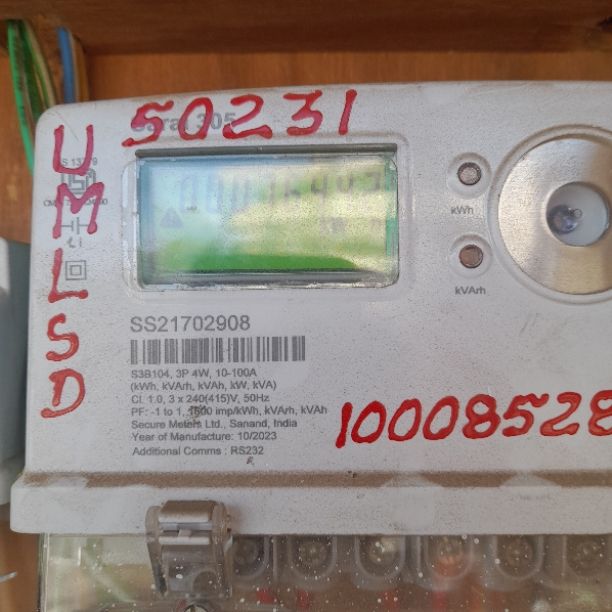 50231
UMLSD
kWh
kVArh
SS21702908
S3B104, 3P 4W, 10-100A
(kWh, kVArh, kVAh, kW, kVA)
Cl. 1.0, 3 x 240(415)V, 50Hz
PF: -1 to 1, 1600 imp/kWh, kVArh, kVAh
Secure Meters Ltd., Sanand, India
Year of Manufacture: 10/2023
Additional Comms : RS232
10008528